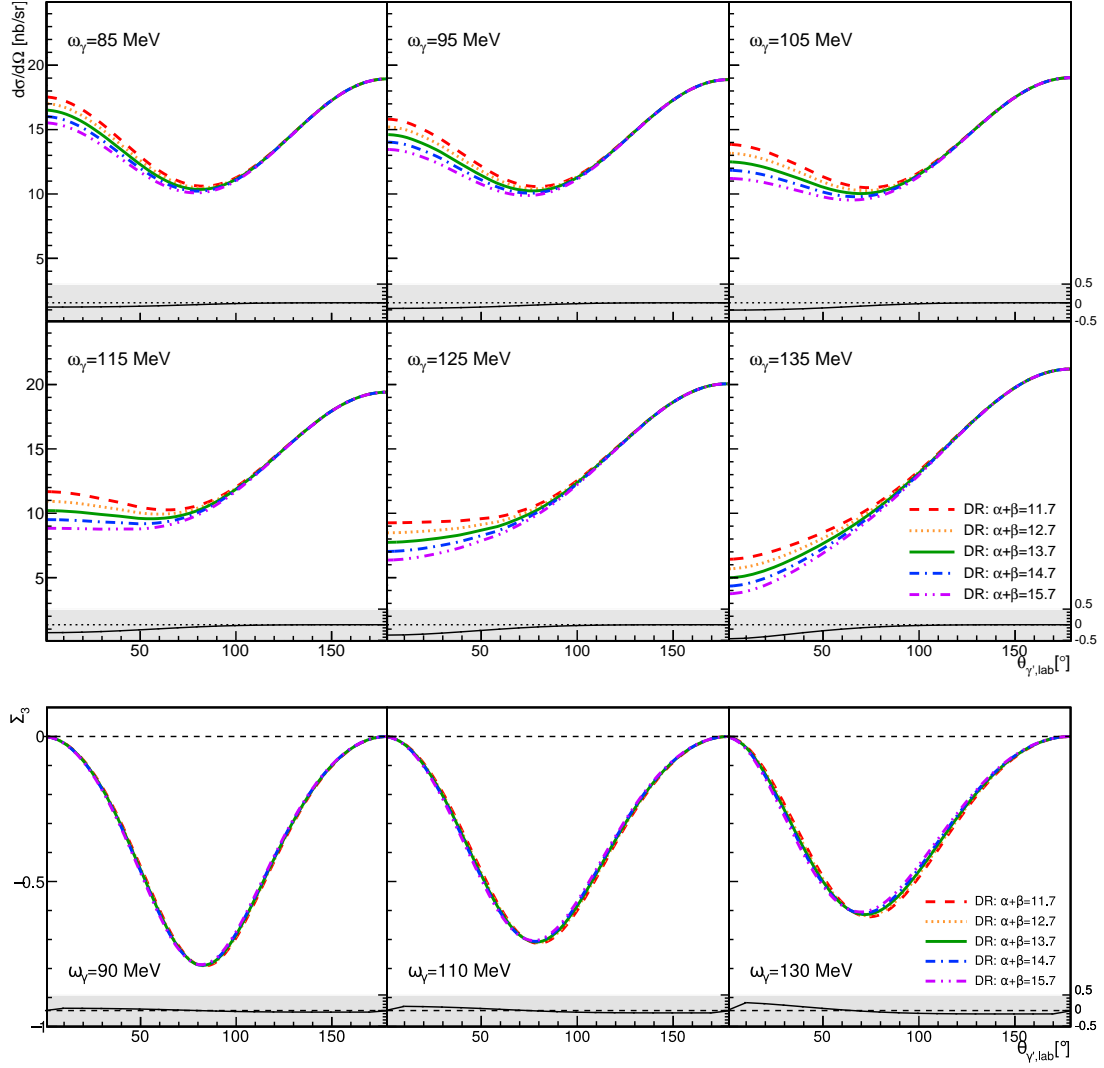 dσ/dΩ [nb/sr]
ω_γ=85 MeV
ω_γ=95 MeV
ω_γ=105 MeV
20
15
10
5
0.5
0
-0.5
ω_γ=115 MeV
ω_γ=125 MeV
ω_γ=135 MeV
20
15
10
5
DR: α+β=11.7
DR: α+β=12.7
DR: α+β=13.7
DR: α+β=14.7
DR: α+β=15.7
0.5
0
-0.5
50 100 150 50 100 150 50 100 150
θ_γ',lab[°]
Σ_3
0
−0.5
−1
DR: α+β=11.7
DR: α+β=12.7
DR: α+β=13.7
DR: α+β=14.7
DR: α+β=15.7
ω_γ=90 MeV
ω_γ=110 MeV
ω_γ=130 MeV
0.5
0
-0.5
50 100 150 50 100 150 50 100 150
θ_γ',lab[°]